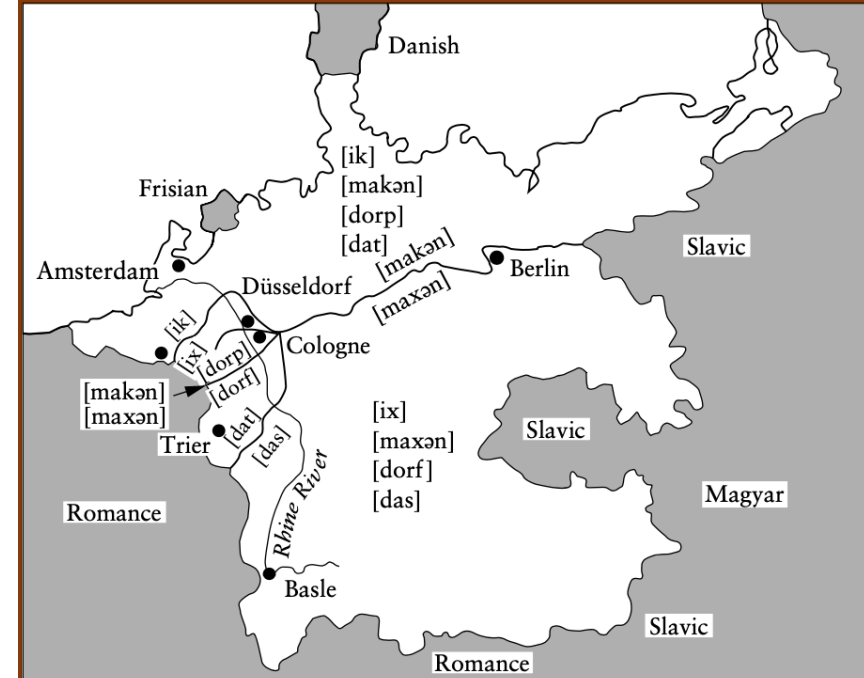 Danish
[ik]
[makən]
[dorp]
[dat]
Frisian
Slavic
Amsterdam
[makən]
[maxən]
Berlin
Düsseldorf
[ik]
[ix]
Cologne
[dorp]
[dorf]
[makən]
[maxən]
[dat]
[das]
Trier
[ix]
[maxən]
[dorf]
[das]
Slavic
Magyar
Romance
Rhine River
Basle
Slavic
Romance